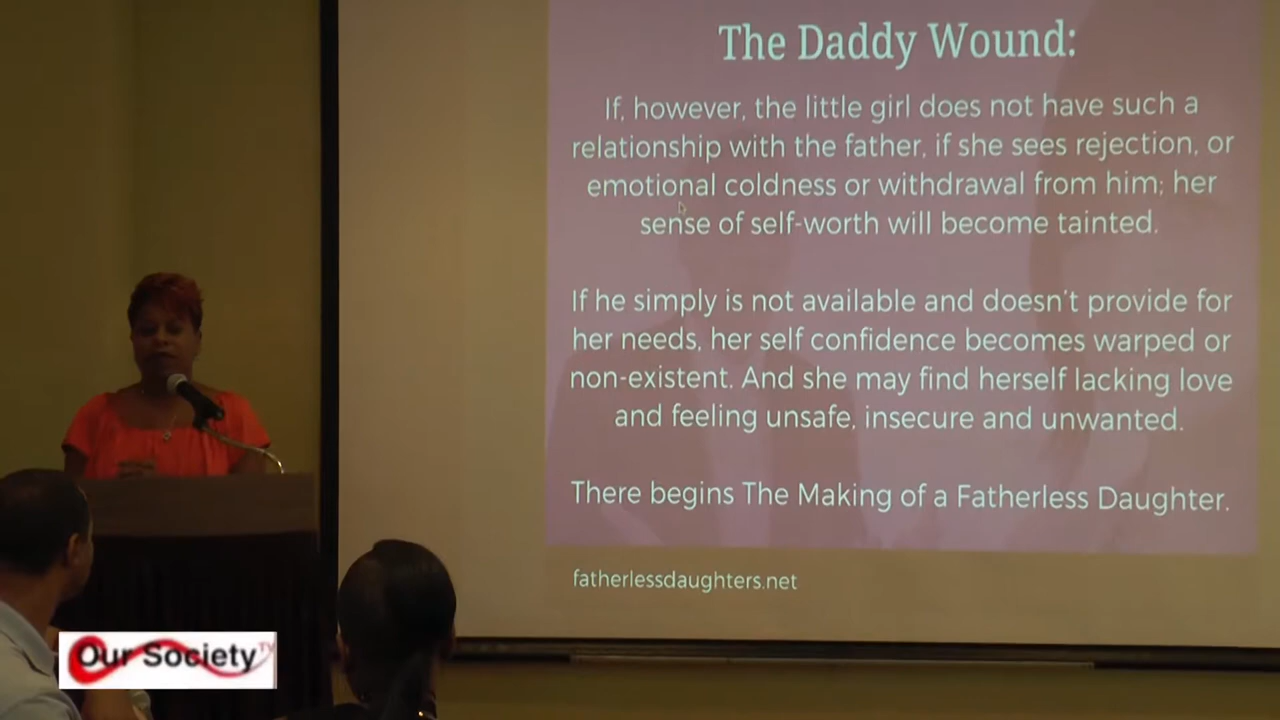 The Daddy Wound:
If, however, the little girl does not have such a
relationship with the father, if she sees rejection, or
emotional coldness or withdrawal from him; her
sense of self-worth will become tainted.
If he simply is not available and doesn't provide for
her needs, her self confidence becomes warped or
non-existent. And she may find herself lacking love
and feeling unsafe, insecure and unwanted.
There begins The Making of a Fatherless Daughter.
fatherlessdaughters.net
Our Society TV